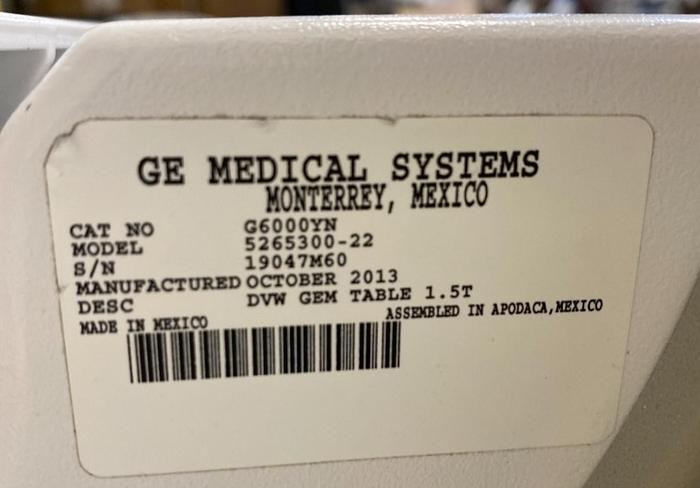 GE MEDICAL SYSTEMS
MONTERREY, MEXICO
CAT NO G6000YN
MODEL 5265300-22
S/N 19047M60
MANUFACTURED OCTOBER 2013
DESC DVW GEM TABLE 1.5T
MADE IN MEXICO ASSEMBLED IN APODACA,MEXICO